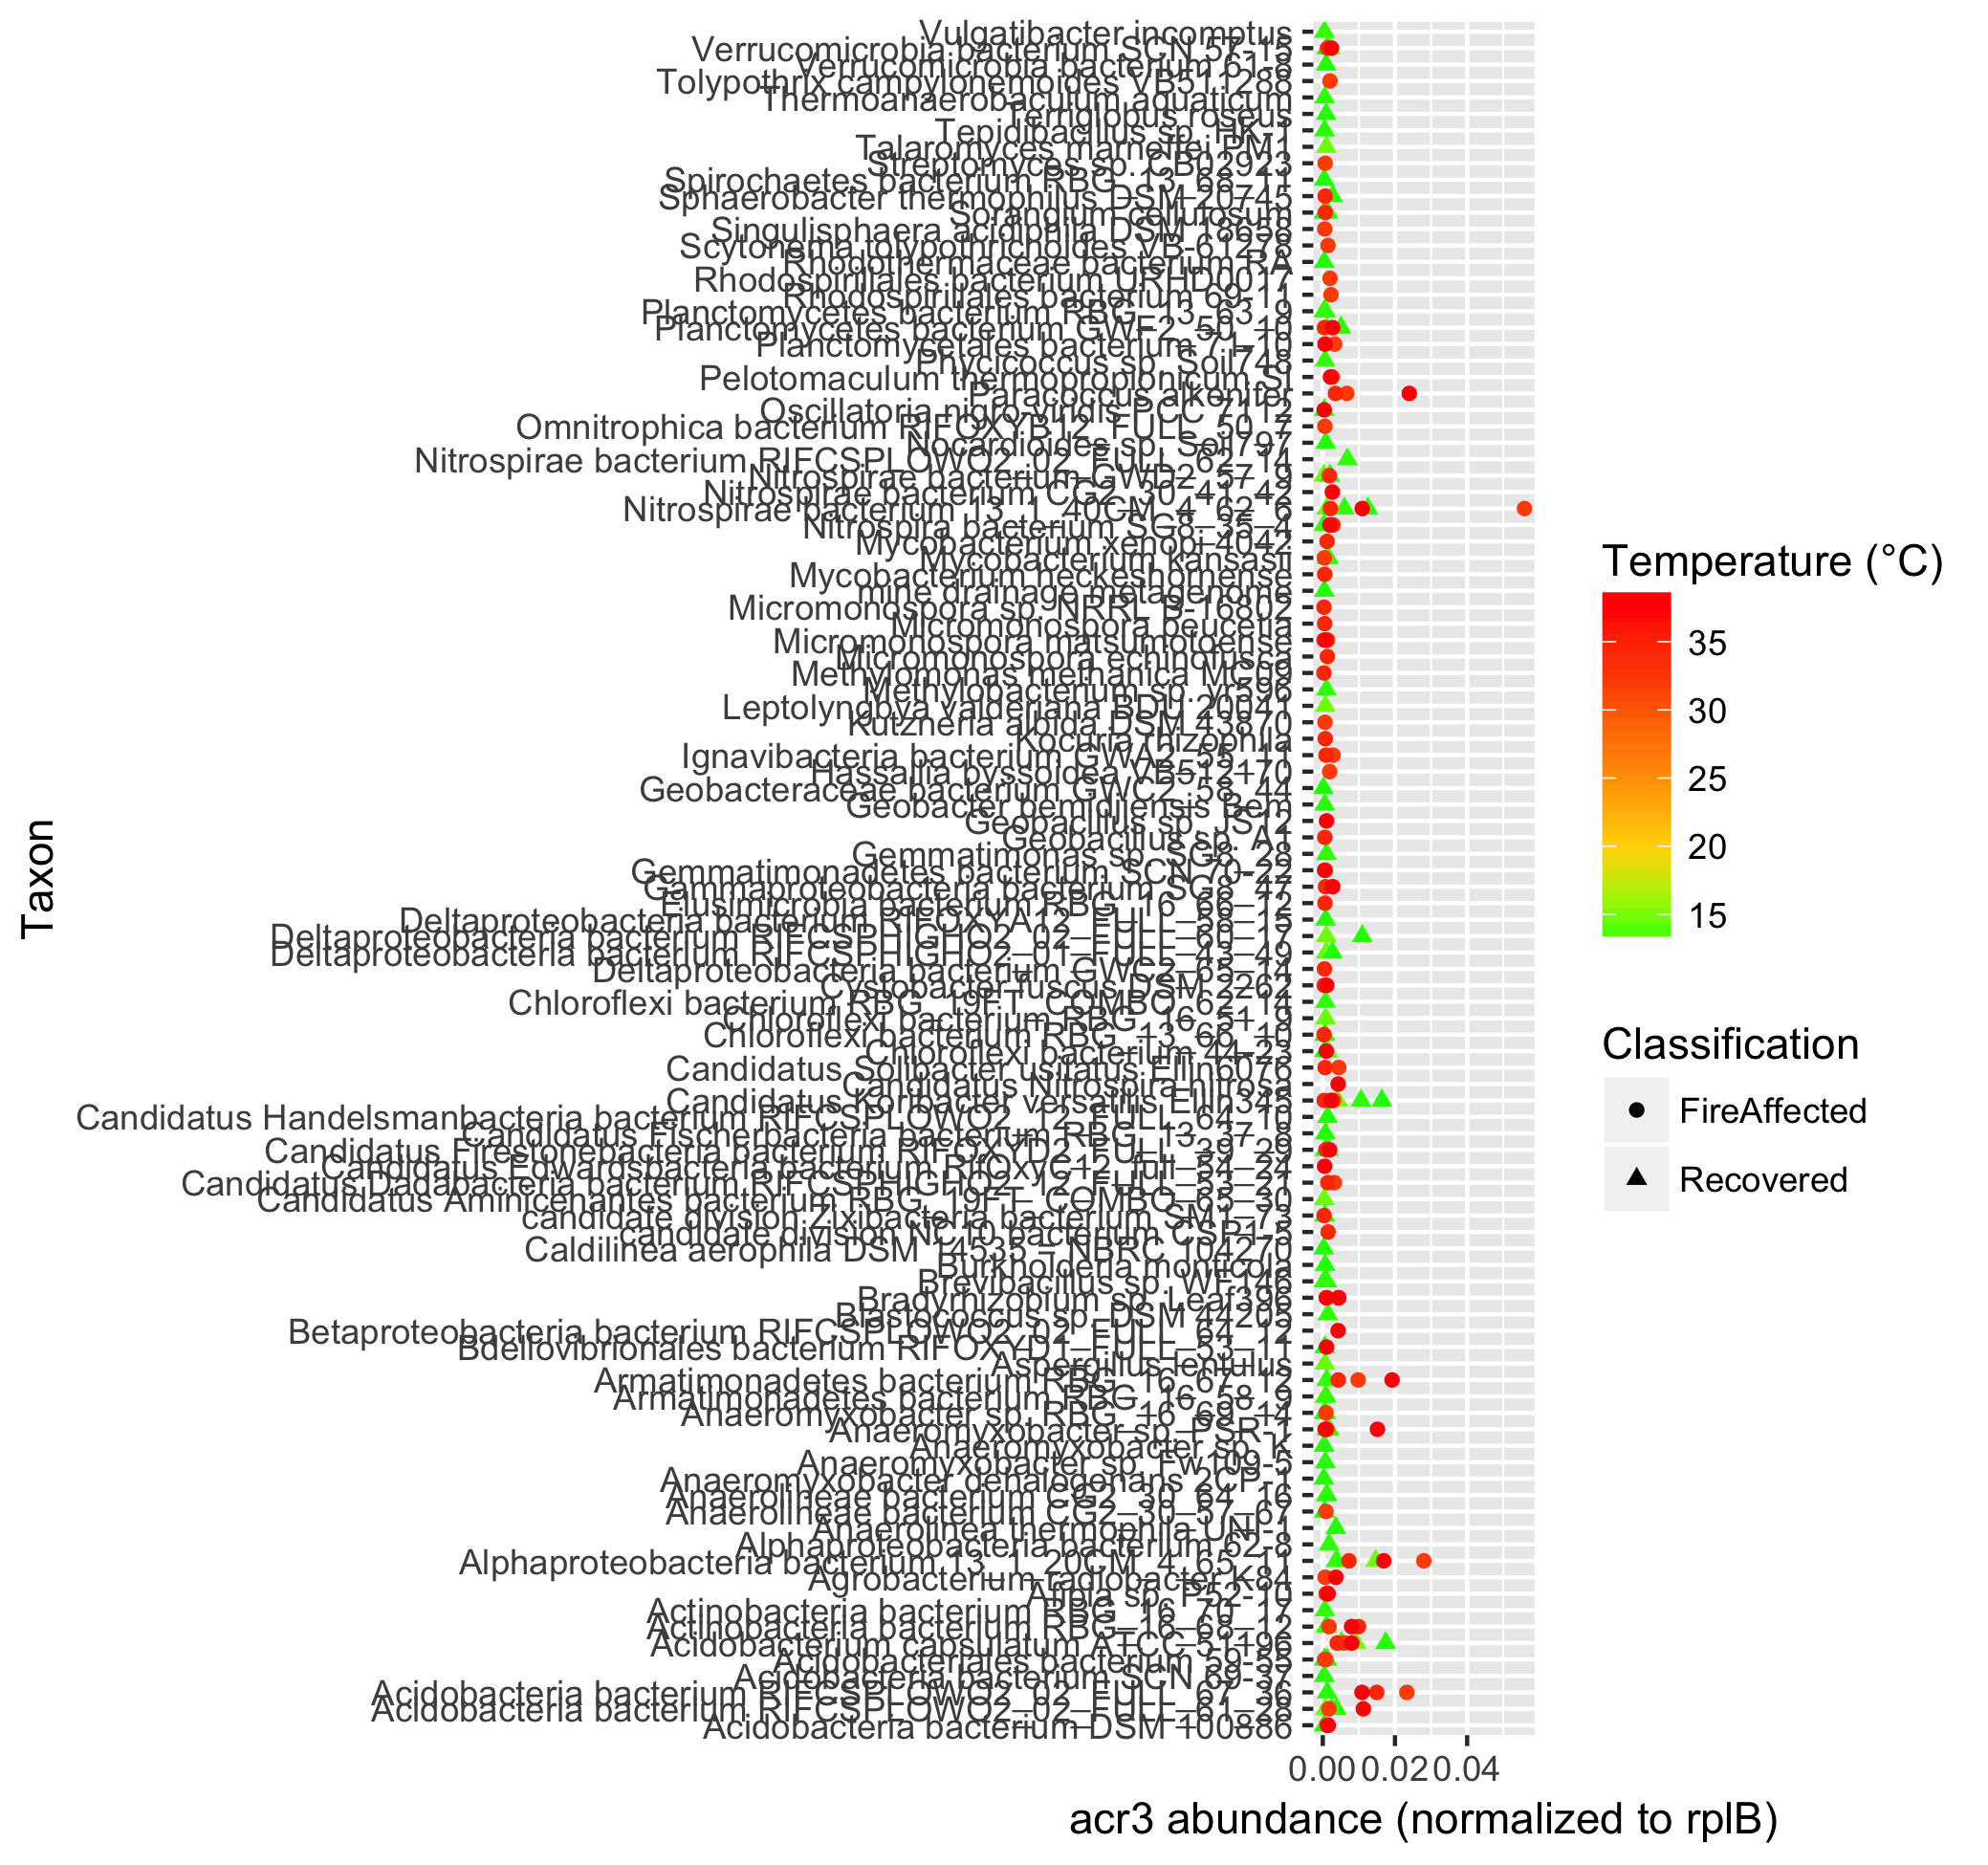 Vulgatibacter incomptus
Verrucomicrobia bacterium SCN 57-15
Verrucomicrobia bacterium 61-8
Tolypothrix campylonemoides VB511288
Thermoanaerobaculum aquaticum
Terriglobus roseus
Tepidibacillus sp. HK-1
Talaromyces marneffei PM1
Streptomyces sp. CB02923
Spirochaetes bacterium RBG_13_68_11
Sphaerobacter thermophilus DSM 20745
Sorangium cellulosum
Singulisphaera acidiphila DSM 18658
Scytonema tolypothrichoides VB-61278
Rhodothermaceae bacterium RA
Rhodospirillales bacterium URHD0017
Rhodospirillales bacterium 69-11
Planctomycetes bacterium RBG_13_63_9
Planctomycetes bacterium GWF2_50_10
Planctomycetales bacterium 71-10
Phycicoccus sp. Soil748
Pelotomaculum thermopropionicum SI
Paracoccus alkenifer
Oscillatoria nigro-viridis PCC 7112
Omnitrophica bacterium RIFOXYB12_FULL_50_7
Nocardioides sp. Soil797
Nitrospirae bacterium RIFCSPLOWO2_02_FULL_62_14
Nitrospirae bacterium GWD2_57_9
Nitrospirae bacterium CG2_30_41_42
Nitrospirae bacterium 13_1_40CM_4_62_6
Nitrospira bacterium SG8_35_4
Mycobacterium xenopi 4042
Mycobacterium kansasii
Mycobacterium heckeshornense
mine drainage metagenome
Micromonospora sp. NRRL B-16802
Micromonospora peucetia
Micromonospora matsumotoense
Micromonospora echinofusca
Methylomonas methanica MC09
Methylobacterium sp. yr596
Leptolyngbya valderiana BDU 20041
Kutzneria albida DSM 43870
Kocuria rhizophila
Ignavibacteria bacterium GWA2_55_11
Hassallia byssoidea VB512170
Geobacteraceae bacterium GWC2_58_44
Geobacter bemidjiensis Bem
Geobacillus sp. JS12
Geobacillus sp. A1
Gemmatimonas sp. SG8_28
Gemmatimonadetes bacterium SCN 70-22
Gammaproteobacteria bacterium SG8_47
Elusimicrobia bacterium RBG_16_66_12
Deltaproteobacteria bacterium RIFOXYA12_FULL_58_15
Deltaproteobacteria bacterium RIFCSPHIGHO2_02_FULL_60_17
Deltaproteobacteria bacterium RIFCSPHIGHO2_01_FULL_43_49
Deltaproteobacteria bacterium GWC2_65_14
Cystobacter fuscus DSM 2262
Chloroflexi bacterium RBG_19FT_COMBO_62_14
Chloroflexi bacterium RBG_16_51_9
Chloroflexi bacterium RBG_13_66_10
Chloroflexi bacterium 44-23
Candidatus Solibacter usitatus Ellin6076
Candidatus Nitrospira nitrosa
Candidatus Koribacter versatilis Ellin345
Candidatus Handelsmanbacteria bacterium RIFCSPLOWO2_12_FULL_64_10
Candidatus Fischerbacteria bacterium RBG_13_37_8
Candidatus Firestonebacteria bacterium RIFOXYD2_FULL_39_29
Candidatus Edwardsbacteria bacterium RifOxyC12_full_54_24
Candidatus Dadabacteria bacterium RIFCSPHIGHO2_12_FULL_53_21
Candidatus Aminicenantes bacterium RBG_19FT_COMBO_65_30
candidate division Zixibacteria bacterium SM1_73
candidate division NC10 bacterium CSP1-5
Caldilinea aerophila DSM 14535 = NBRC 104270
Burkholderia monticola
Brevibacillus sp. WF146
Bradyrhizobium sp. Leaf396
Blastococcus sp. DSM 44205
Betaproteobacteria bacterium RIFCSPLOWO2_02_FULL_64_12
Bdellovibrionales bacterium RIFOXYD1_FULL_53_11
Aspergillus lentulus
Armatimonadetes bacterium RBG_16_67_12
Armatimonadetes bacterium RBG_16_58_9
Anaeromyxobacter sp. RBG_16_69_14
Anaeromyxobacter sp. PSR-1
Anaeromyxobacter sp. K
Anaeromyxobacter sp. Fw109-5
Anaeromyxobacter dehalogenans 2CP-1
Anaerolineae bacterium CG2_30_64_16
Anaerolineae bacterium CG2_30_57_67
Anaerolinea thermophila UNI-1
Alphaproteobacteria bacterium 62-8
Alphaproteobacteria bacterium 13_1_20CM_4_65_11
Agrobacterium radiobacter K84
Afipia sp. P52-10
Actinobacteria bacterium RBG_16_70_17
Actinobacteria bacterium RBG_16_68_12
Acidobacterium capsulatum ATCC 51196
Acidobacteriales bacterium 59-55
Acidobacteria bacterium SCN 69-37
Acidobacteria bacterium RIFCSPLOWO2_02_FULL_67_36
Acidobacteria bacterium RIFCSPLOWO2_02_FULL_61_28
Acidobacteria bacterium DSM 100886
Taxon
0.00 0.02 0.04
acr3 abundance (normalized to rplB)
Temperature (°C)
35
30
25
20
15
Classification
FireAffected
Recovered